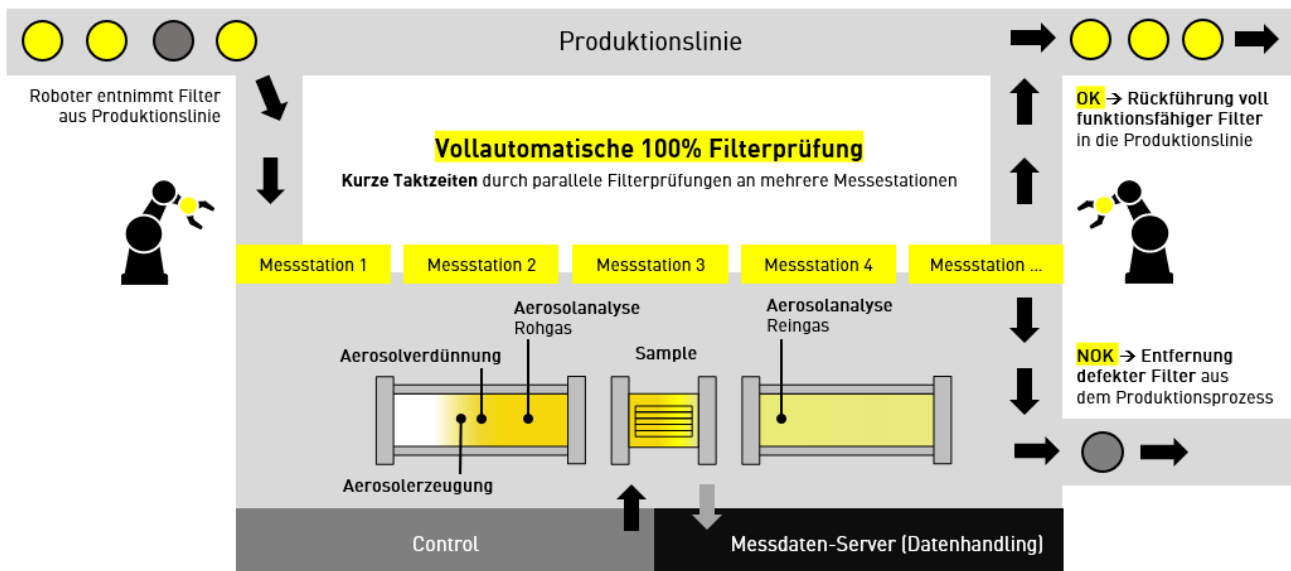 Produktionslinie
Roboter entnimmt Filter
aus Produktionslinie
Vollautomatische 100% Filterprüfung
Kurze Taktzeiten durch parallele Filterprüfungen an mehrere Messestationen
OK → Rückführung voll
funktionsfähiger Filter
in die Produktionslinie
Messstation 1
Messstation 2
Messstation 3
Messstation 4
Messstation ...
Aerosolanalyse
Rohgas
Aerosolverdünnung
Sample
Aerosolanalyse
Reingas
Aerosolerzeugung
NOK → Entfernung
defekter Filter aus
dem Produktionsprozess
Control
Messdaten-Server (Datenhandling)